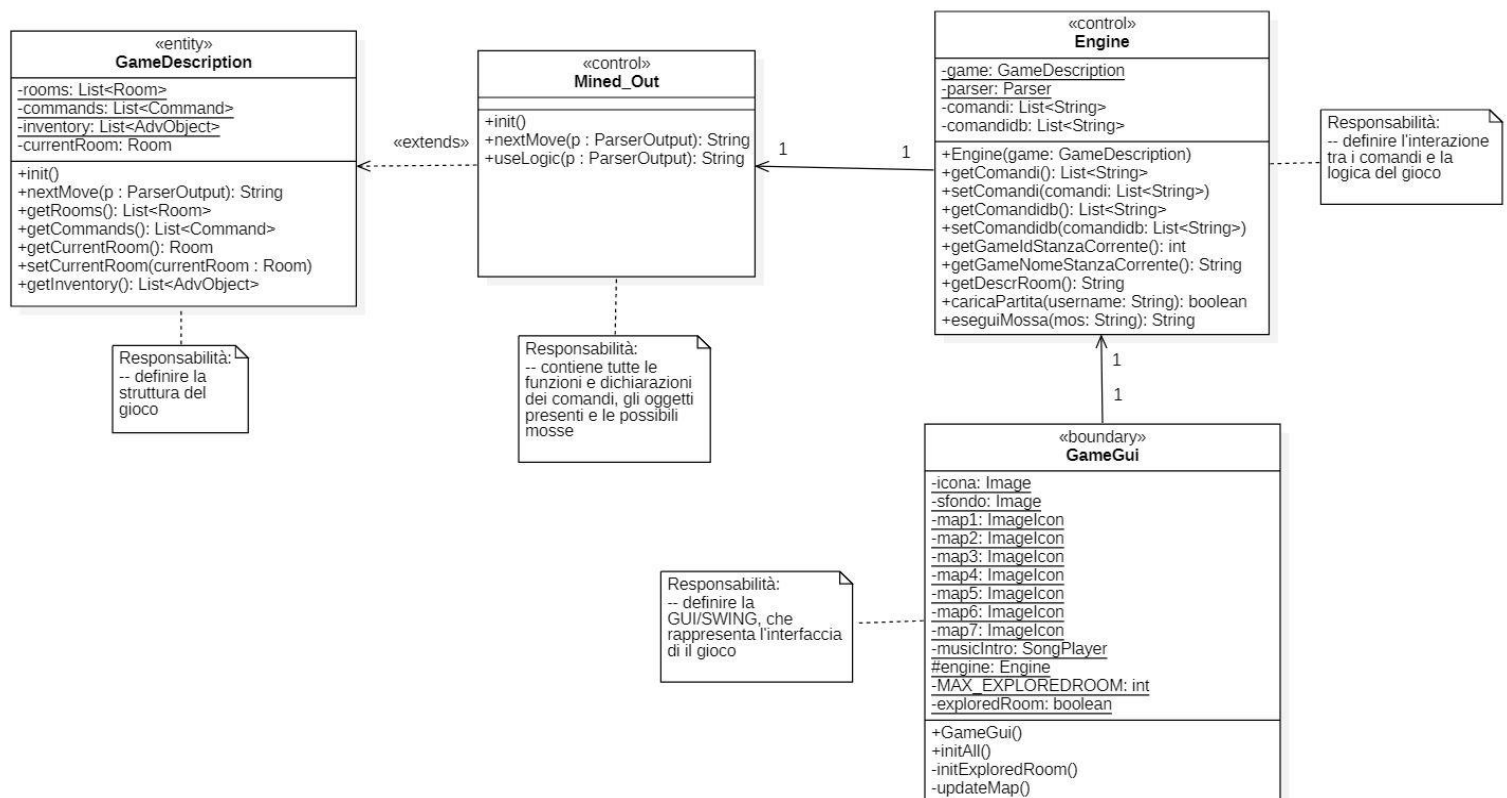 «entity»
GameDescription
-rooms: List<Room>
-commands: List<Command>
-inventory: List<AdvObject>
-currentRoom: Room
+init()
+nextMove(p : ParserOutput): String
+getRooms(): List<Room>
+getCommands(): List<Command>
+getCurrentRoom(): Room
+setCurrentRoom(currentRoom : Room)
+getInventory(): List<AdvObject>
Responsabilità:
-- definire la
struttura del
gioco
«extends»
«control»
Mined_Out
+init()
+nextMove(p : ParserOutput): String
+useLogic(p : ParserOutput): String
Responsabilità:
-- contiene tutte le
funzioni e dichiarazioni
dei comandi, gli oggetti
presenti e le possibili
mosse
1
1
«control»
Engine
-game: GameDescription
-parser: Parser
-comandi: List<String>
-comandidb: List<String>
+Engine(game: GameDescription)
+getComandi(): List<String>
+setComandi(comandi: List<String>)
+getComandidb(): List<String>
+setComandidb(comandidb: List<String>)
+getGameIdStanzaCorrente(): int
+getGameNomeStanzaCorrente(): String
+getDescrRoom(): String
+caricaPartita(username: String): boolean
+eseguiMossa(mos: String): String
Responsabilità:
-- definire l'interazione
tra i comandi e la
logica del gioco
1
1
«boundary»
GameGui
-icona: Image
-sfondo: Image
-map1: ImageIcon
-map2: ImageIcon
-map3: ImageIcon
-map4: ImageIcon
-map5: ImageIcon
-map6: ImageIcon
-map7: ImageIcon
-musicIntro: SongPlayer
#engine: Engine
-MAX_EXPLOREDROOM: int
-exploredRoom: boolean
+GameGui()
+initAll()
-initExploredRoom()
-updateMap()
Responsabilità:
-- definire la
GUI/SWING, che
rappresenta l'interfaccia
di il gioco